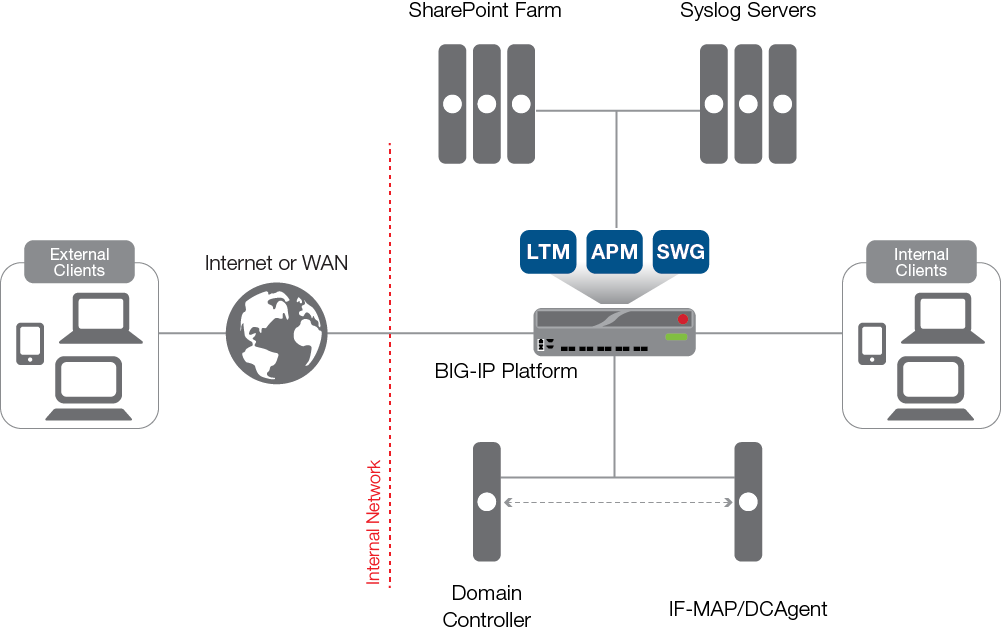 SharePoint Farm
Syslog Servers
External
Clients
Internet or WAN
LTM
APM
SWG
Internal
Clients
BIG-IP Platform
Internal Network
Domain
Controller
IF-MAP/DCAgent